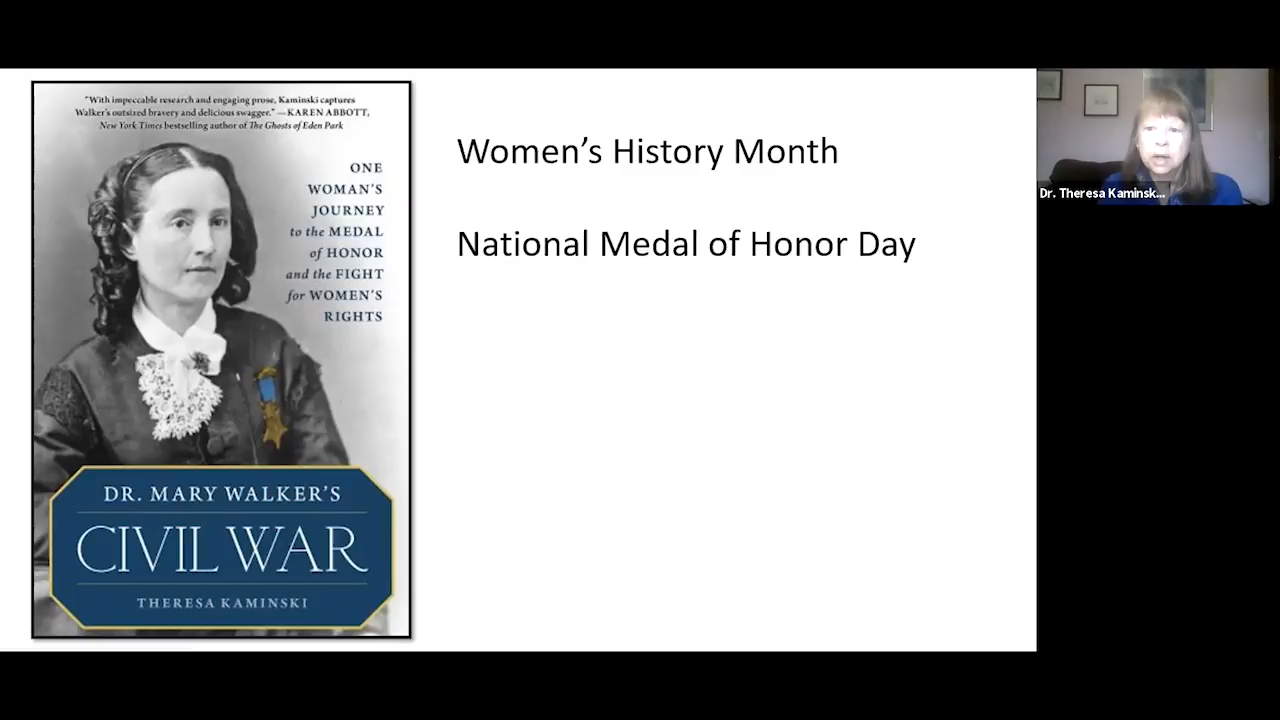 "With impeccable research and engaging prose, Kaminski captures
Walker's outsized bravery and delicious swagger." —KAREN ABBOTT,
New York Times bestselling author of The Ghosts of Eden Park
ONE
WOMAN'S
JOURNEY
to the MEDAL
of HONOR
and the FIGHT
for WOMEN'S
RIGHTS
DR. MARY WALKER'S
CIVIL WAR
THERESA KAMINSKI
Women's History Month
National Medal of Honor Day
Dr. Theresa Kaminsk...